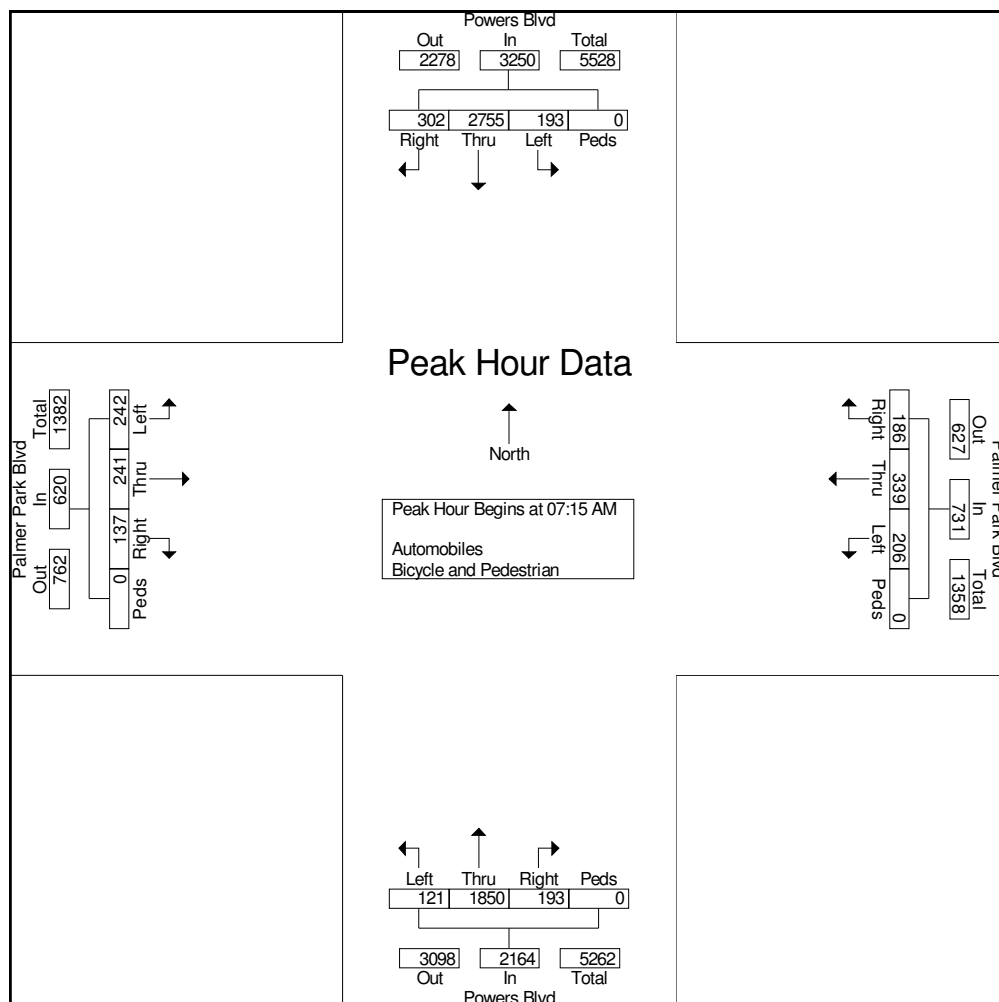 Powers Blvd
Out In Total
2278 3250 5528
302 2755 193 0
Right Thru Left Peds
Peak Hour Data
North
Peak Hour Begins at 07:15 AM
Automobiles
Bicycle and Pedestrian
Palmer Park Blvd
Out In Total
762 620 1382
Left Thru Right Peds
242 241 137 0
Palmer Park Blvd
Out In Total
627 731 1358
Right Thru Left Peds
186 339 206 0
Left Thru Right Peds
121 1850 193 0
3098 2164 5262
Out In Total
Powers Blvd